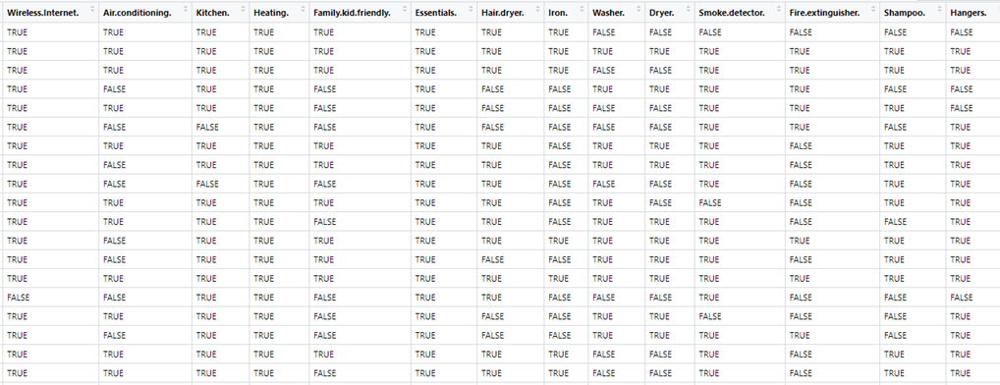 Wireless.Internet. Air.conditioning. Kitchen. Heating. Family.kid.friendly. Essentials. Hair.dryer. Iron. Washer. Dryer. Smoke.detector. Fire.extinguisher. Shampoo. Hangers.
TRUE TRUE TRUE TRUE TRUE TRUE TRUE TRUE FALSE FALSE FALSE FALSE FALSE FALSE
TRUE TRUE TRUE TRUE TRUE TRUE TRUE TRUE TRUE TRUE TRUE TRUE TRUE TRUE
TRUE TRUE TRUE TRUE TRUE TRUE TRUE TRUE FALSE FALSE TRUE TRUE TRUE TRUE
TRUE FALSE TRUE TRUE FALSE TRUE FALSE FALSE TRUE TRUE TRUE TRUE FALSE FALSE
TRUE TRUE TRUE TRUE FALSE TRUE FALSE FALSE FALSE FALSE TRUE TRUE TRUE FALSE
TRUE FALSE FALSE TRUE FALSE TRUE FALSE FALSE FALSE FALSE TRUE TRUE FALSE TRUE
TRUE TRUE TRUE TRUE FALSE TRUE TRUE FALSE TRUE TRUE TRUE FALSE TRUE TRUE
TRUE FALSE TRUE TRUE TRUE TRUE TRUE FALSE TRUE TRUE TRUE FALSE TRUE TRUE
TRUE FALSE FALSE TRUE FALSE TRUE TRUE FALSE FALSE FALSE TRUE FALSE TRUE TRUE
TRUE TRUE TRUE TRUE TRUE TRUE TRUE FALSE TRUE FALSE FALSE FALSE TRUE TRUE
TRUE TRUE TRUE TRUE FALSE TRUE TRUE FALSE TRUE TRUE TRUE FALSE FALSE TRUE
TRUE FALSE TRUE TRUE TRUE TRUE TRUE TRUE TRUE TRUE TRUE TRUE TRUE TRUE
TRUE FALSE TRUE TRUE TRUE TRUE FALSE FALSE TRUE TRUE TRUE FALSE TRUE TRUE
TRUE TRUE TRUE TRUE TRUE TRUE TRUE FALSE TRUE TRUE TRUE FALSE TRUE TRUE
FALSE FALSE TRUE TRUE FALSE TRUE FALSE FALSE TRUE TRUE TRUE FALSE FALSE FALSE
TRUE TRUE TRUE TRUE FALSE TRUE FALSE FALSE TRUE TRUE FALSE FALSE FALSE TRUE
TRUE FALSE TRUE TRUE FALSE TRUE FALSE FALSE TRUE TRUE TRUE FALSE TRUE TRUE
TRUE TRUE TRUE TRUE TRUE TRUE TRUE TRUE FALSE FALSE TRUE FALSE TRUE TRUE
TRUE TRUE TRUE TRUE FALSE TRUE TRUE TRUE FALSE FALSE TRUE FALSE TRUE TRUE